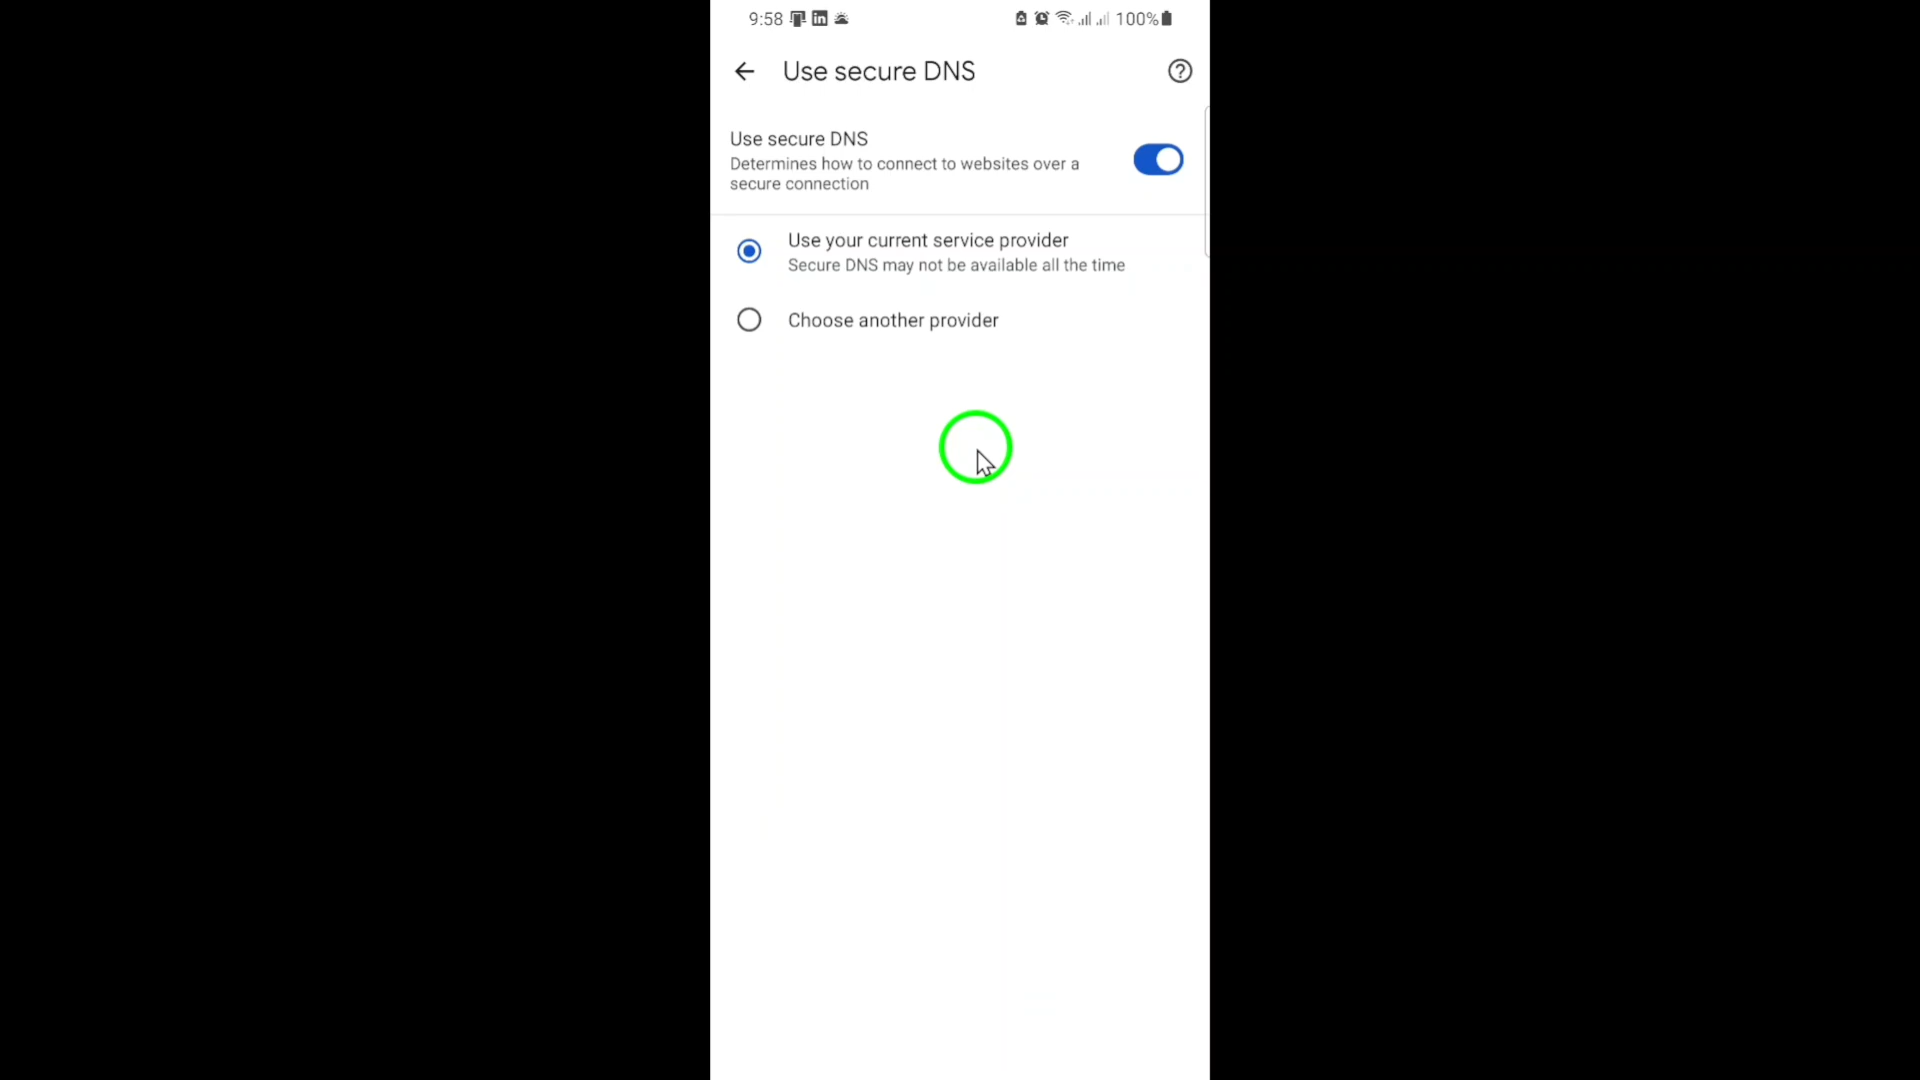 9:58 in 100%
Use secure DNS
Use secure DNS
Determines how to connect to websites over a
secure connection
Use your current service provider
Secure DNS may not be available all the time
Choose another provider